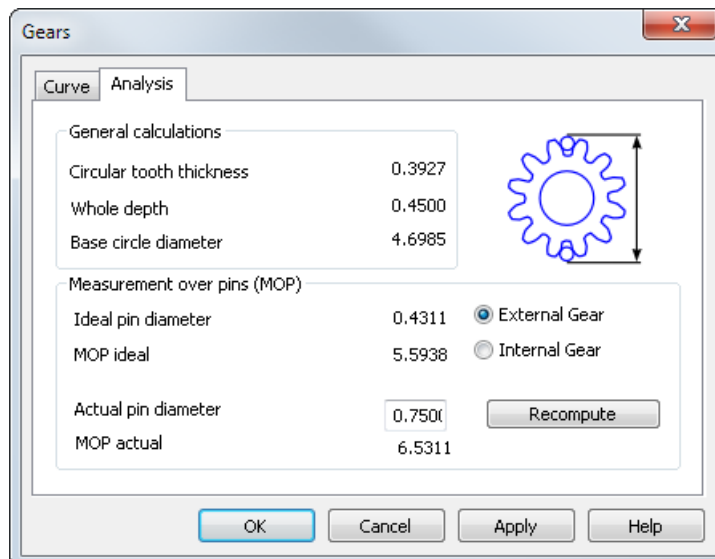 Gears
Curve Analysis
General calculations
Circular tooth thickness 0.3927
Whole depth 0.4500
Base circle diameter 4.6985
Measurement over pins (MOP)
Ideal pin diameter 0.4311 External Gear
MOP ideal 5.5938 Internal Gear
Actual pin diameter 0.750( Recompute
MOP actual 6.5311
OK Cancel Apply Help